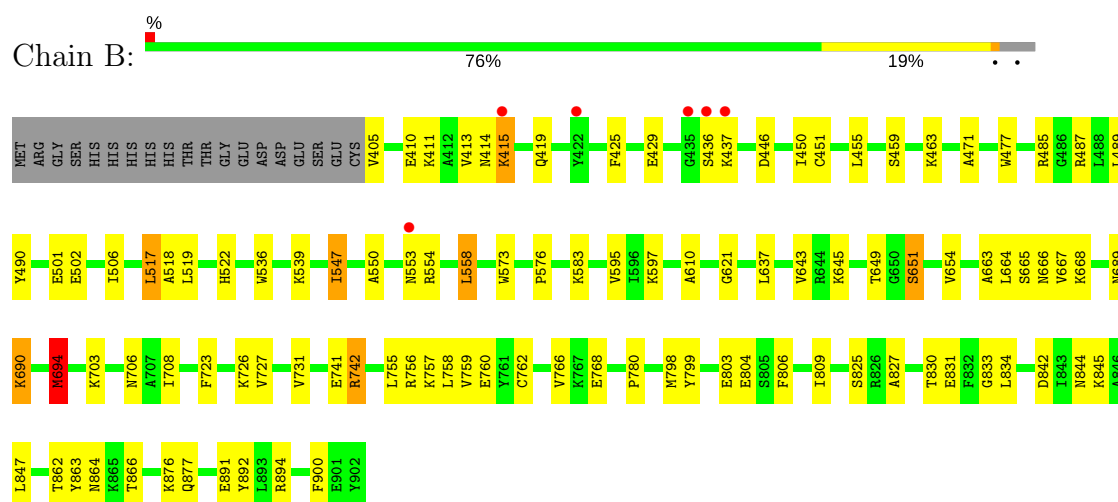 %
Chain B:
76% 19% • •
MET ARG GLY SER HIS HIS HIS HIS HIS HIS THR THR GLY GLU ASP ASP GLU SER GLU CYS V405 E410 K411 A412 V413 N414 K415 Q419 Y422 F425 E429 G435 S436 K437 D446 I450 C451 L455 S459 K463 A471 W477 R485 G486 R487 L488 L489
Y490 E501 E502 I506 L517 A518 L519 H522 W536 K539 I547 A550 N553 R554 L558 W573 P576 K583 V595 I596 K597 A610 G621 L637 V643 R644 K645 T649 G650 S651 V654 A663 L664 S665 N666 V667 K668 N689
K690 M694 K703 N706 A707 I708 F723 K726 V727 V731 E741 R742 L755 R756 K757 L758 V759 E760 Y761 C762 V766 K767 E768 P780 M798 Y799 E803 E804 S805 F806 I809 S825 R826 A827 T830 E831 F832 G833 L834 D842 I843 N844 K845 A846
L847 T862 Y863 N864 K865 T866 K876 Q877 E891 Y892 L893 R894 F900 E901 Y902